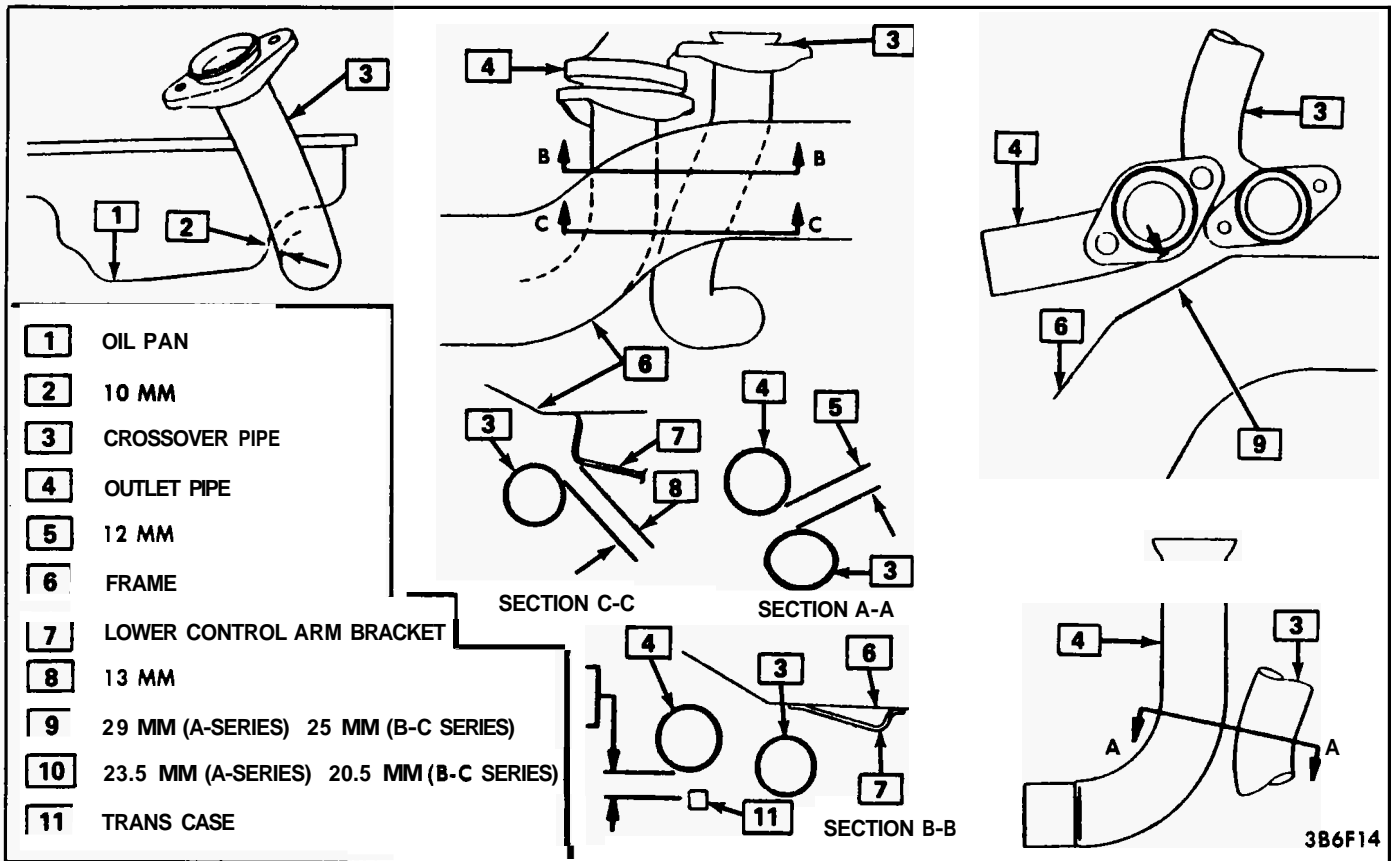 3
1
2
4
3
B B
C C
6
3
7
8
SECTION C-C
4
5
3
SECTION A-A
3
4
6
9
1 OIL PAN
2 10 MM
3 CROSSOVER PIPE
4 OUTLET PIPE
5 12 MM
6 FRAME
7 LOWER CONTROL ARM BRACKET
8 13 MM
9 29 MM (A-SERIES) 25 MM (B-C SERIES)
10 23.5 MM (A-SERIES) 20.5 MM (B-C SERIES)
11 TRANS CASE
4
3
6
7
11
SECTION B-B
4
3
A A
3B6F14